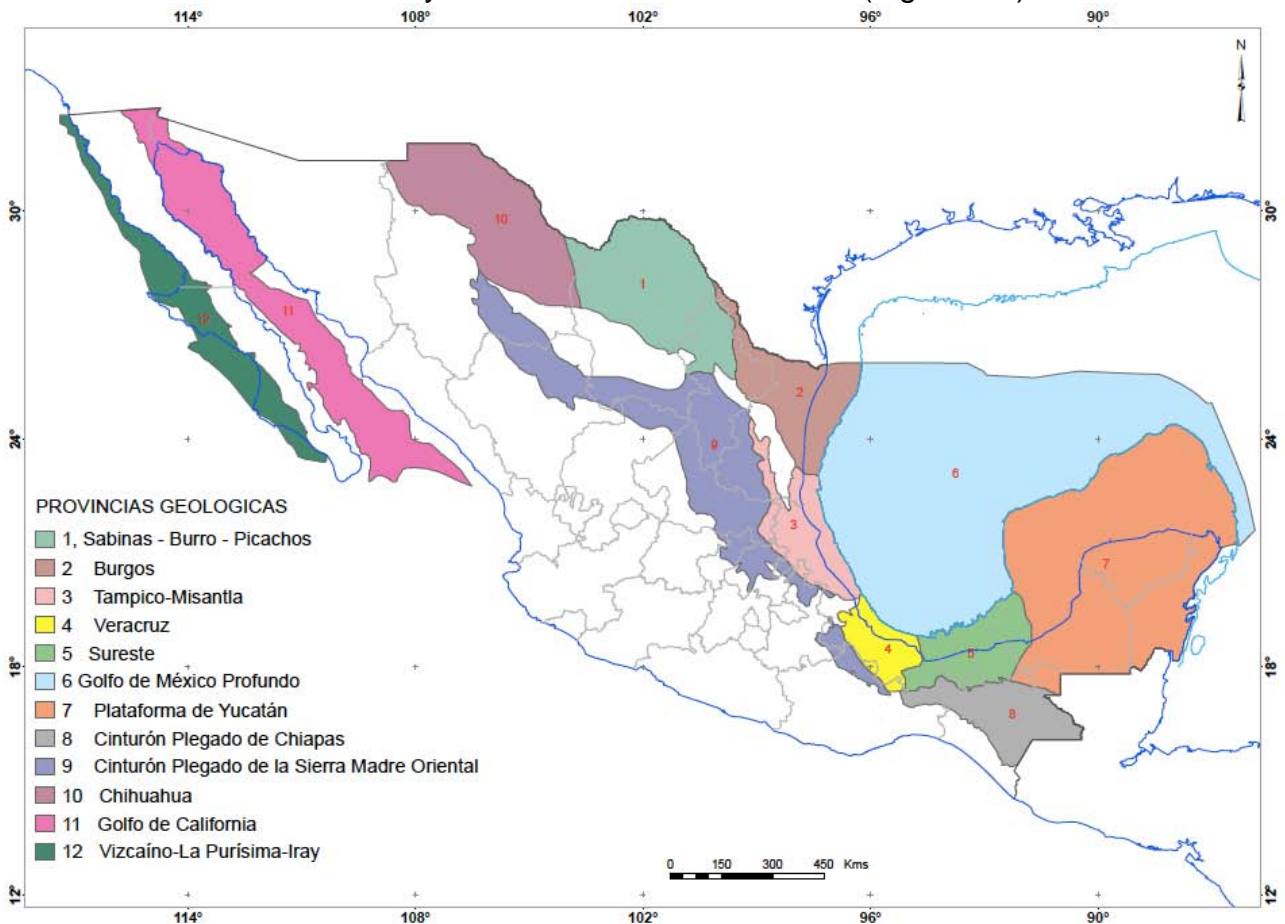 114° 108° 102° 96° 90°
N
30° 30°
10
1
11
12
2
24° 24°
9
6
3
7
PROVINCIAS GEOLOGICAS
1, Sabinas - Burro - Picachos
2 Burgos
3 Tampico-Misantla
4 Veracruz
5 Sureste
6 Golfo de México Profundo
7 Plataforma de Yucatán
8 Cinturón Plegado de Chiapas
9 Cinturón Plegado de la Sierra Madre Oriental
10 Chihuahua
11 Golfo de California
12 Vizcaíno-La Purísima-Iray
4
5
18° 18°
8
0 150 300 450 Kms
12° 12°
114° 108° 102° 96° 90°